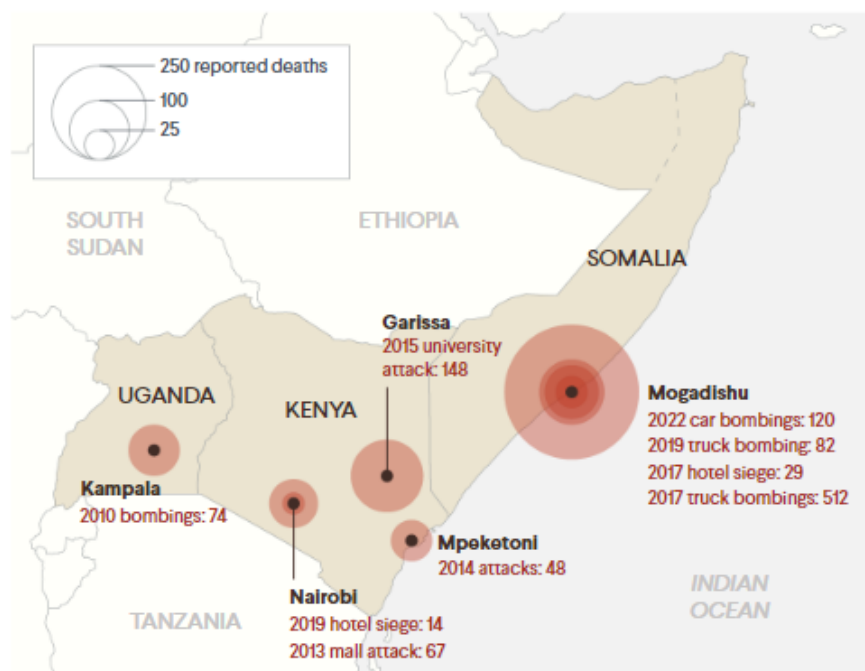 250 reported deaths
100
25
SOUTH
SUDAN
ETHIOPIA
SOMALIA
Garissa
2015 university
attack: 148
UGANDA
KENYA
Mogadishu
2022 car bombings: 120
2019 truck bombing: 82
2017 hotel siege: 29
2017 truck bombings: 512
Kampala
2010 bombings: 74
Mpeketoni
2014 attacks: 48
Nairobi
2019 hotel siege: 14
2013 mall attack: 67
TANZANIA
INDIAN
OCEAN